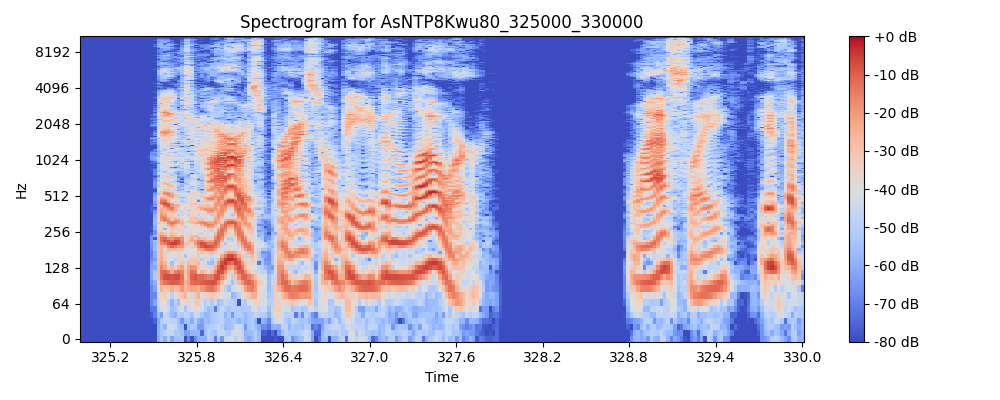 Spectrogram for AsNTP8Kwu80_325000_330000
Hz
8192
4096
2048
1024
512
256
128
64
0
325.2 325.8 326.4 327.0 327.6 328.2 328.8 329.4 330.0
Time
+0 dB
-10 dB
-20 dB
-30 dB
-40 dB
-50 dB
-60 dB
-70 dB
-80 dB